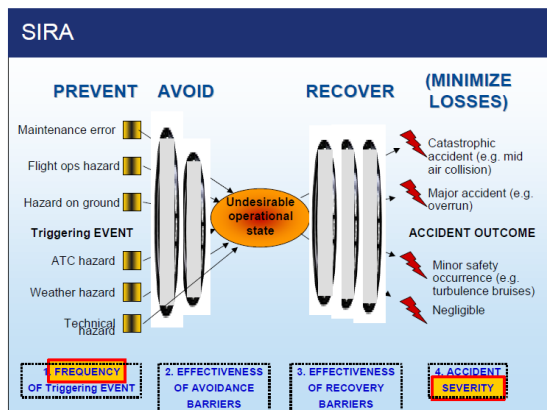 SIRA
PREVENT AVOID RECOVER (MINIMIZE
LOSSES)
Maintenance error
Flight ops hazard
Hazard on ground
Triggering EVENT
ATC hazard
Weather hazard
Technical
hazard
Undesirable
operational
state
Catastrophic
accident (e.g. mid
air collision)
Major accident (e.g.
overrun)
ACCIDENT OUTCOME
Minor safety
occurrence (e.g.
turbulence bruises)
Negligible
1. FREQUENCY
OF Triggering EVENT
2. EFFECTIVENESS
OF AVOIDANCE
BARRIERS
3. EFFECTIVENESS
OF RECOVERY
BARRIERS
4. ACCIDENT
SEVERITY